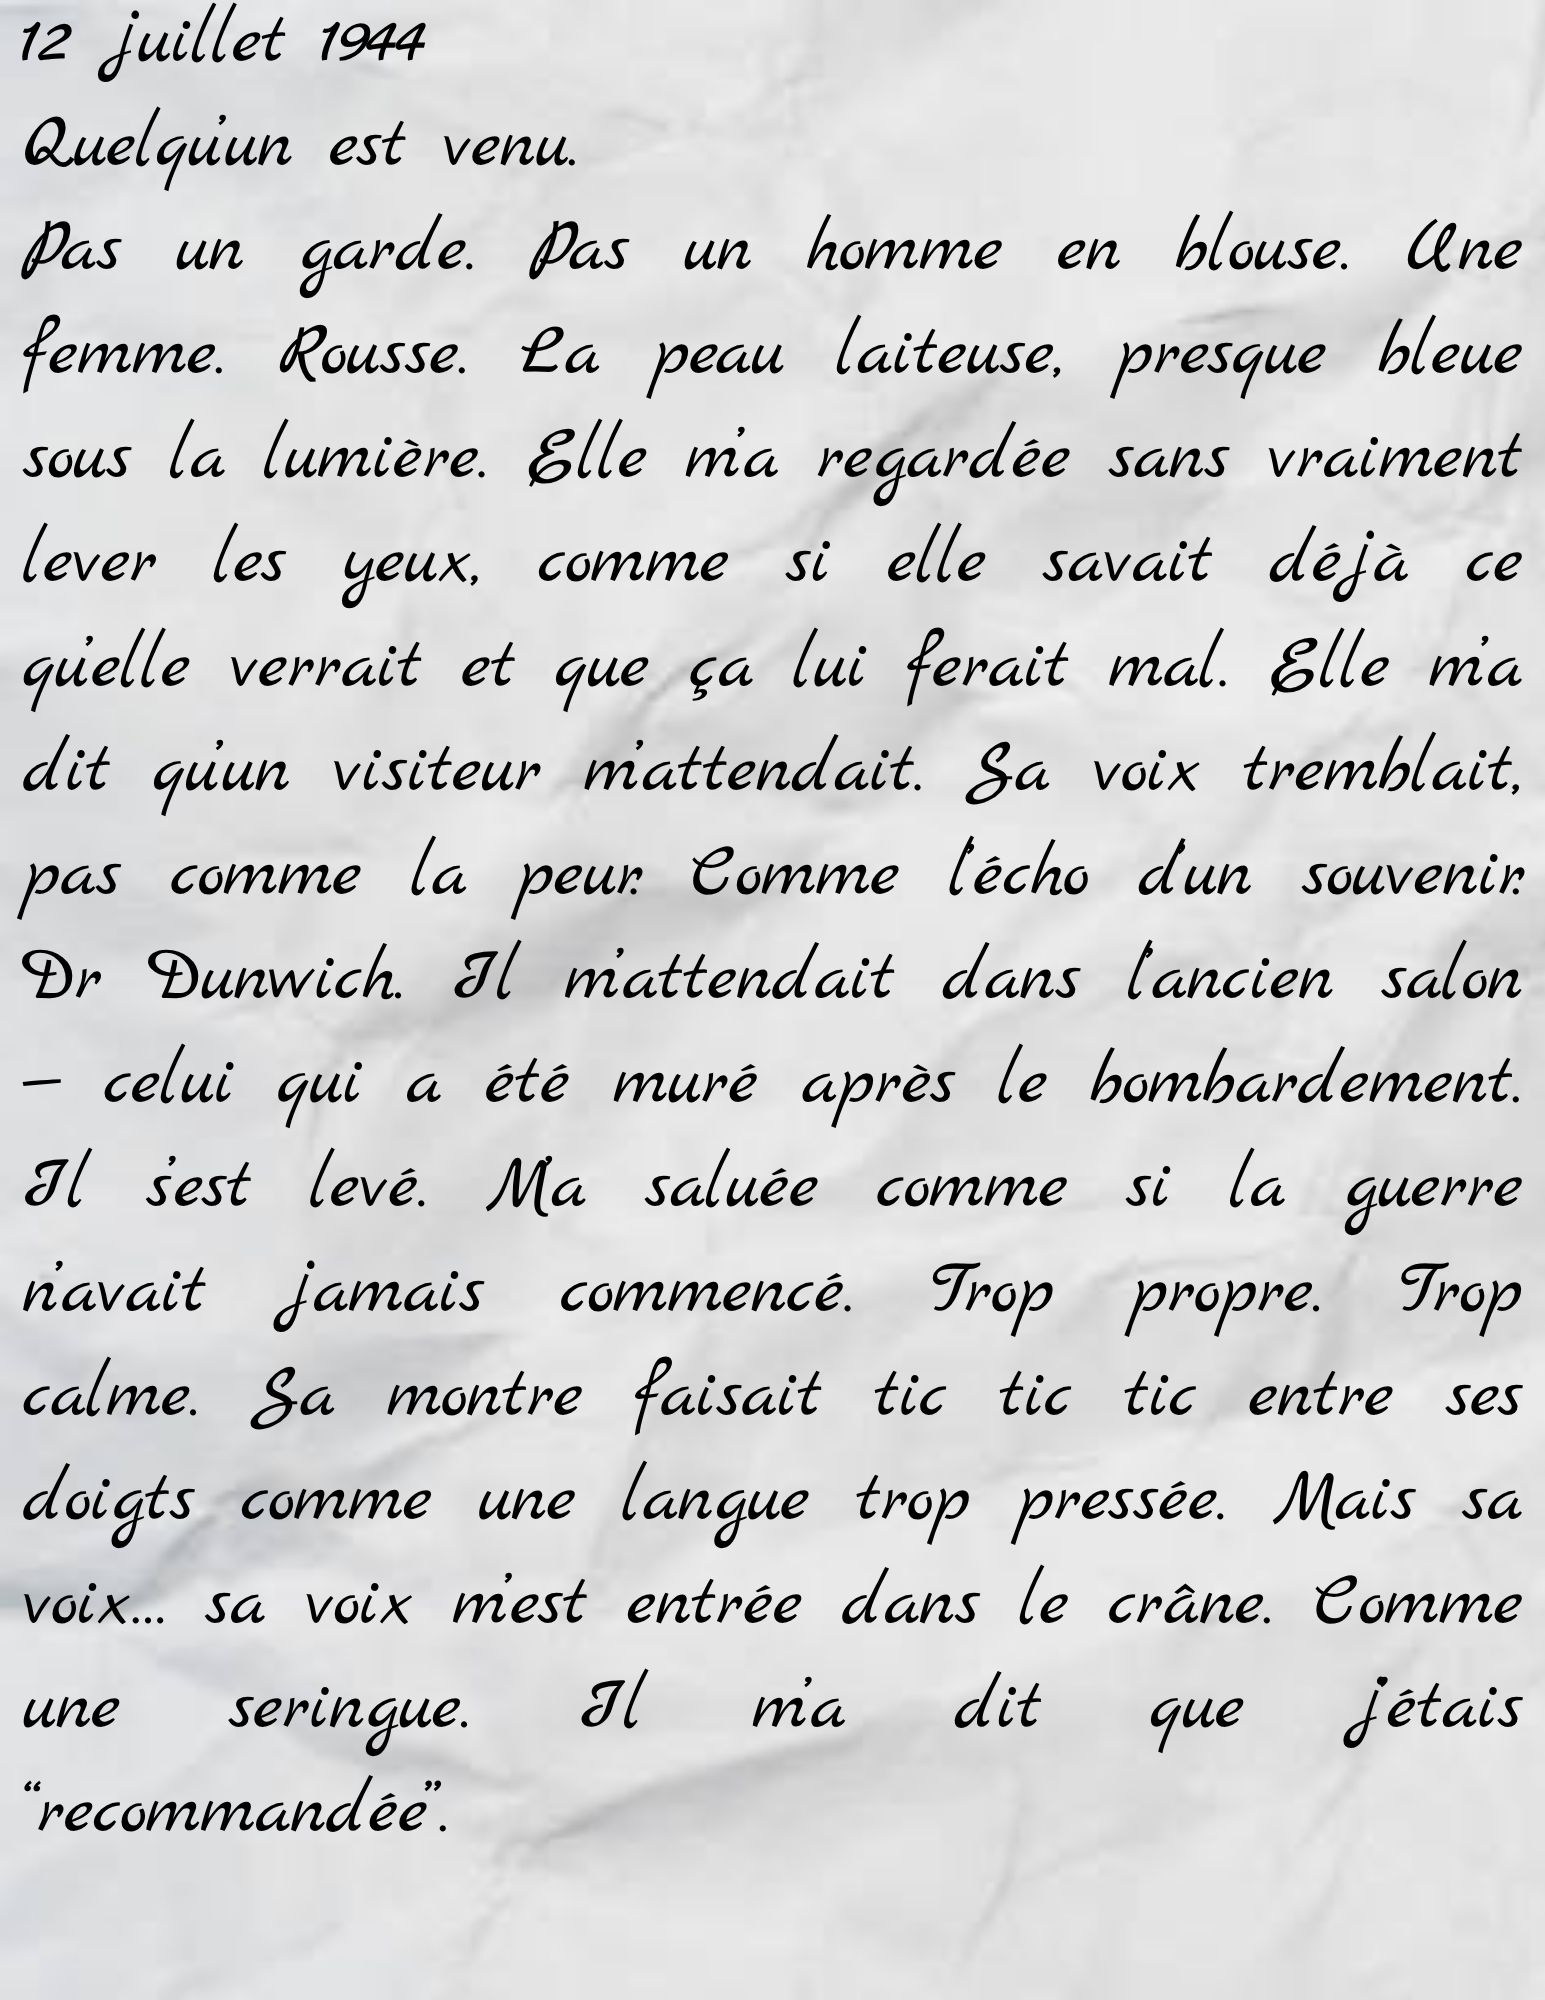 12 juillet 1944
Quelqu'un est venu.
Pas un garde. Pas un homme en blouse. Une
femme. Rousse. La peau laiteuse, presque bleue
sous la lumière. Elle m'a regardée sans vraiment
lever les yeux, comme si elle savait déjà ce
qu'elle verrait et que ça lui ferait mal. Elle m'a
dit qu'un visiteur m'attendait. Sa voix tremblait,
pas comme la peur. Comme l'écho d'un souvenir.
Dr Dunwich. Il m'attendait dans l'ancien salon
— celui qui a été muré après le bombardement.
Il s'est levé. M'a saluée comme si la guerre
n'avait jamais commencé. Trop propre. Trop
calme. Sa montre faisait tic tic tic entre ses
doigts comme une langue trop pressée. Mais sa
voix... sa voix m'est entrée dans le crâne. Comme
une seringue. Il m'a dit que j'étais
“recommandée”.